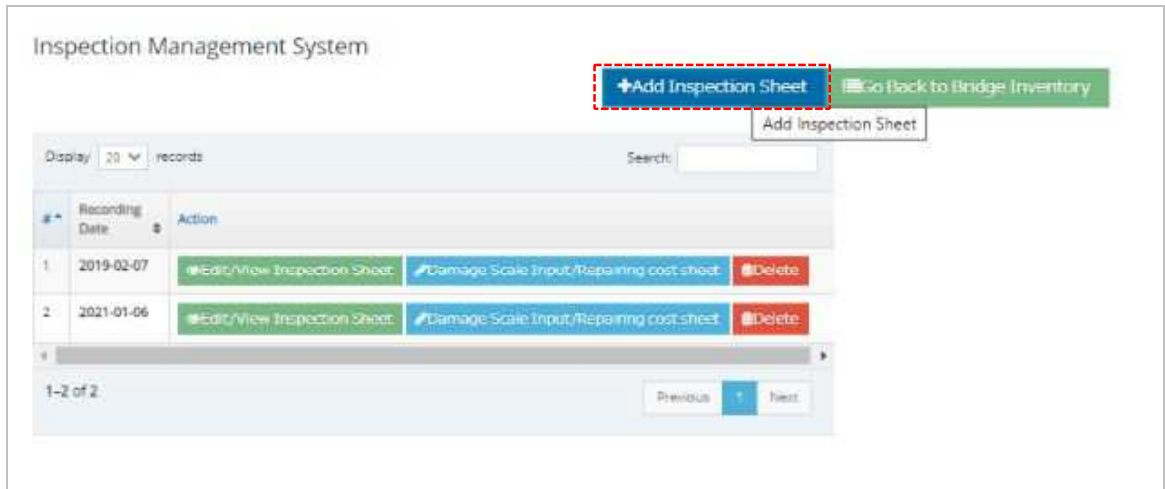 Inspection Management System
+Add Inspection Sheet
Go Back to Bridge Inventory
Add Inspection Sheet
Display 20 records
Search:
# Recording Date Action
1 2019-02-07 Edit/View Inspection Sheet Damage Scale Input/Repairing cost sheet Delete
2 2021-01-06 Edit/View Inspection Sheet Damage Scale Input/Repairing cost sheet Delete
1–2 of 2
Previous 1 Next